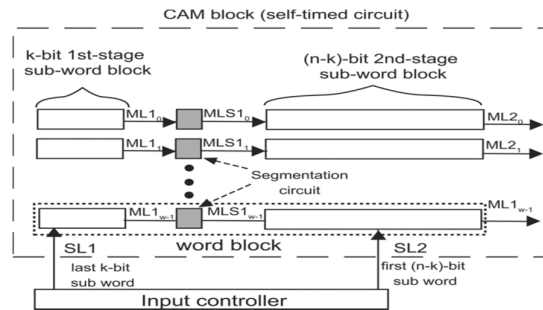 CAM block (self-timed circuit)
k-bit 1st-stage
sub-word block
(n-k)-bit 2nd-stage
sub-word block
ML1₀ MLS1₀ ML2₀
ML1₁ MLS1₁ ML2₁
Segmentation
circuit
ML1w-1 MLS1w-1 ML1w-1
word block
SL1 SL2
last k-bit
sub word
first (n-k)-bit
sub word
Input controller